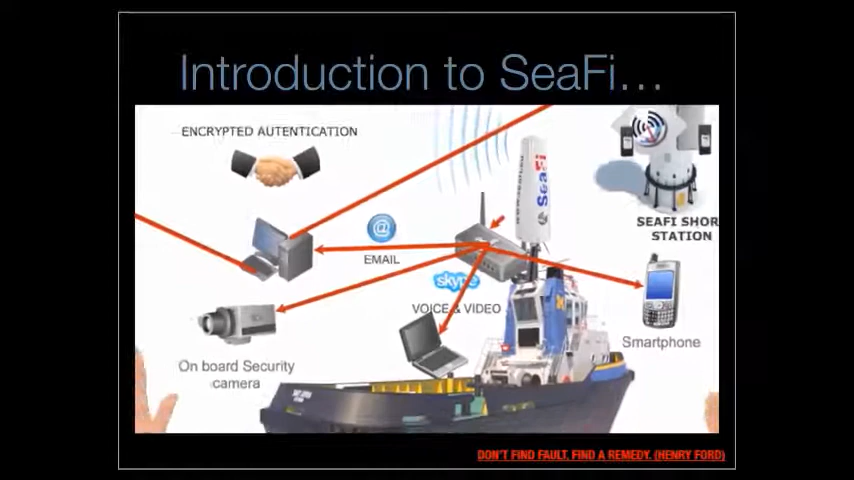 Introduction to SeaFi...
ENCRYPTED AUTENTICATION
SeaFi
SEAFI SHOR
STATION
@
EMAIL
skype
VOICE & VIDEO
Smartphone
On board Security
camera
DON'T FIND FAULT, FIND A REMEDY. (HENRY FORD)